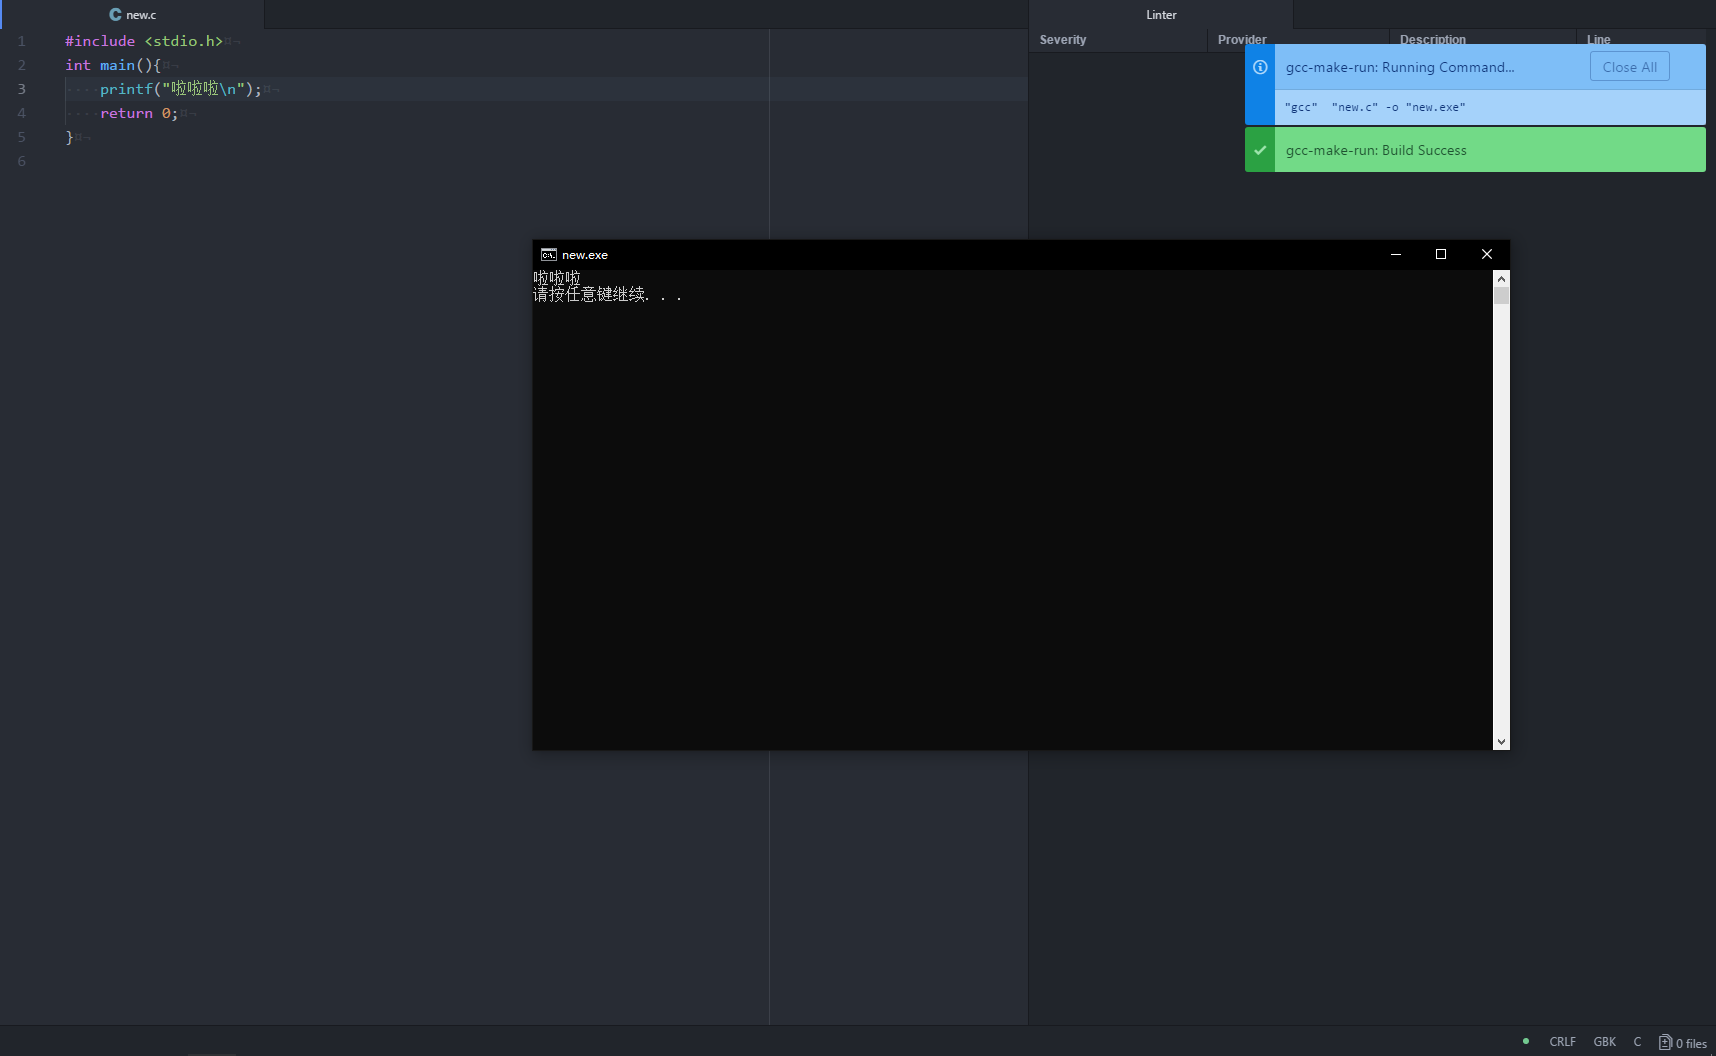 new.c
1 #include <stdio.h>
2 int main(){
3     printf("啦啦啦\n");
4     return 0;
5 }
6
Linter
Severity Provider Description Line
gcc-make-run: Running Command... Close All
"gcc"  "new.c" -o "new.exe"
gcc-make-run: Build Success
new.exe
啦啦啦
请按任意键继续. . .
CRLF GBK C 0 files